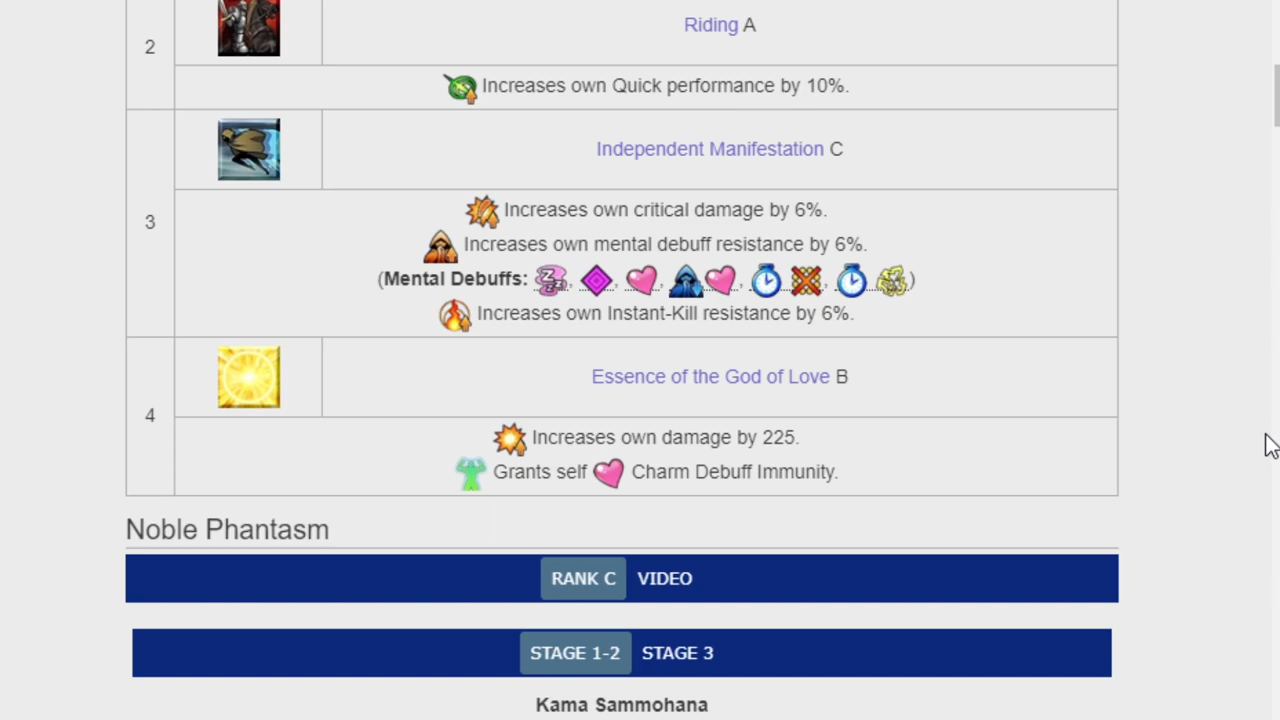 2
Riding A
Increases own Quick performance by 10%.
3
Independent Manifestation C
Increases own critical damage by 6%.
Increases own mental debuff resistance by 6%.
(Mental Debuffs: , , , , , )
Increases own Instant-Kill resistance by 6%.
4
Essence of the God of Love B
Increases own damage by 225.
Grants self Charm Debuff Immunity.
Noble Phantasm
RANK C VIDEO
STAGE 1-2 STAGE 3
Kama Sammohana